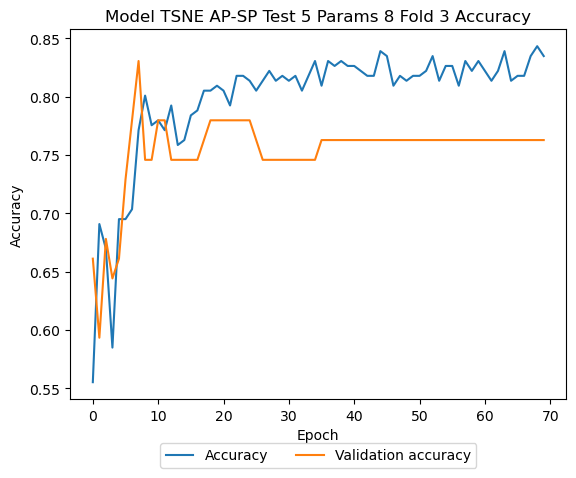 Model TSNE AP-SP Test 5 Params 8 Fold 3 Accuracy
0.85
0.80
0.75
0.70
0.65
0.60
0.55
Accuracy
0 10 20 30 40 50 60 70
Epoch
Accuracy Validation accuracy